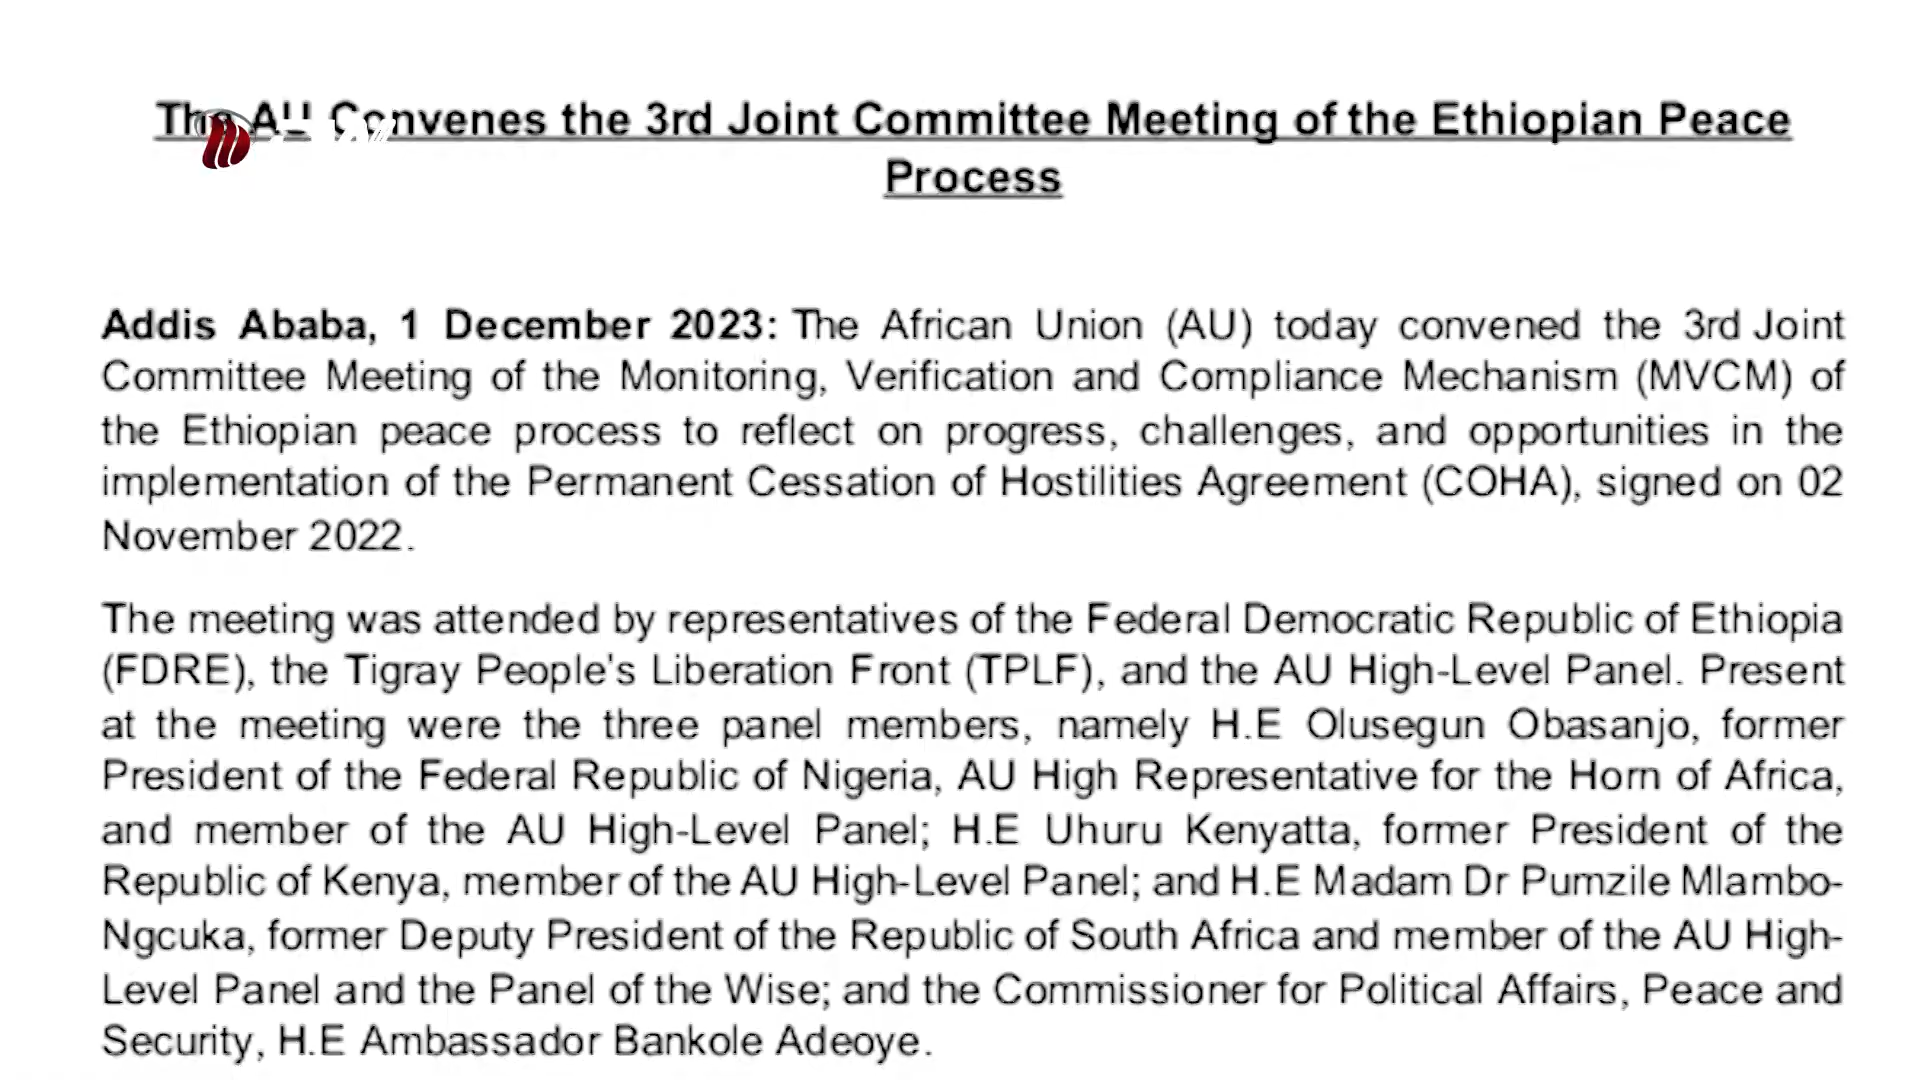 The AU Convenes the 3rd Joint Committee Meeting of the Ethiopian Peace
Process
Addis Ababa, 1 December 2023: The African Union (AU) today convened the 3rd Joint
Committee Meeting of the Monitoring, Verification and Compliance Mechanism (MVCM) of
the Ethiopian peace process to reflect on progress, challenges, and opportunities in the
implementation of the Permanent Cessation of Hostilities Agreement (COHA), signed on 02
November 2022.
The meeting was attended by representatives of the Federal Democratic Republic of Ethiopia
(FDRE), the Tigray People's Liberation Front (TPLF), and the AU High-Level Panel. Present
at the meeting were the three panel members, namely H.E Olusegun Obasanjo, former
President of the Federal Republic of Nigeria, AU High Representative for the Horn of Africa,
and member of the AU High-Level Panel; H.E Uhuru Kenyatta, former President of the
Republic of Kenya, member of the AU High-Level Panel; and H.E Madam Dr Pumzile Mlambo-
Ngcuka, former Deputy President of the Republic of South Africa and member of the AU High-
Level Panel and the Panel of the Wise; and the Commissioner for Political Affairs, Peace and
Security, H.E Ambassador Bankole Adeoye.